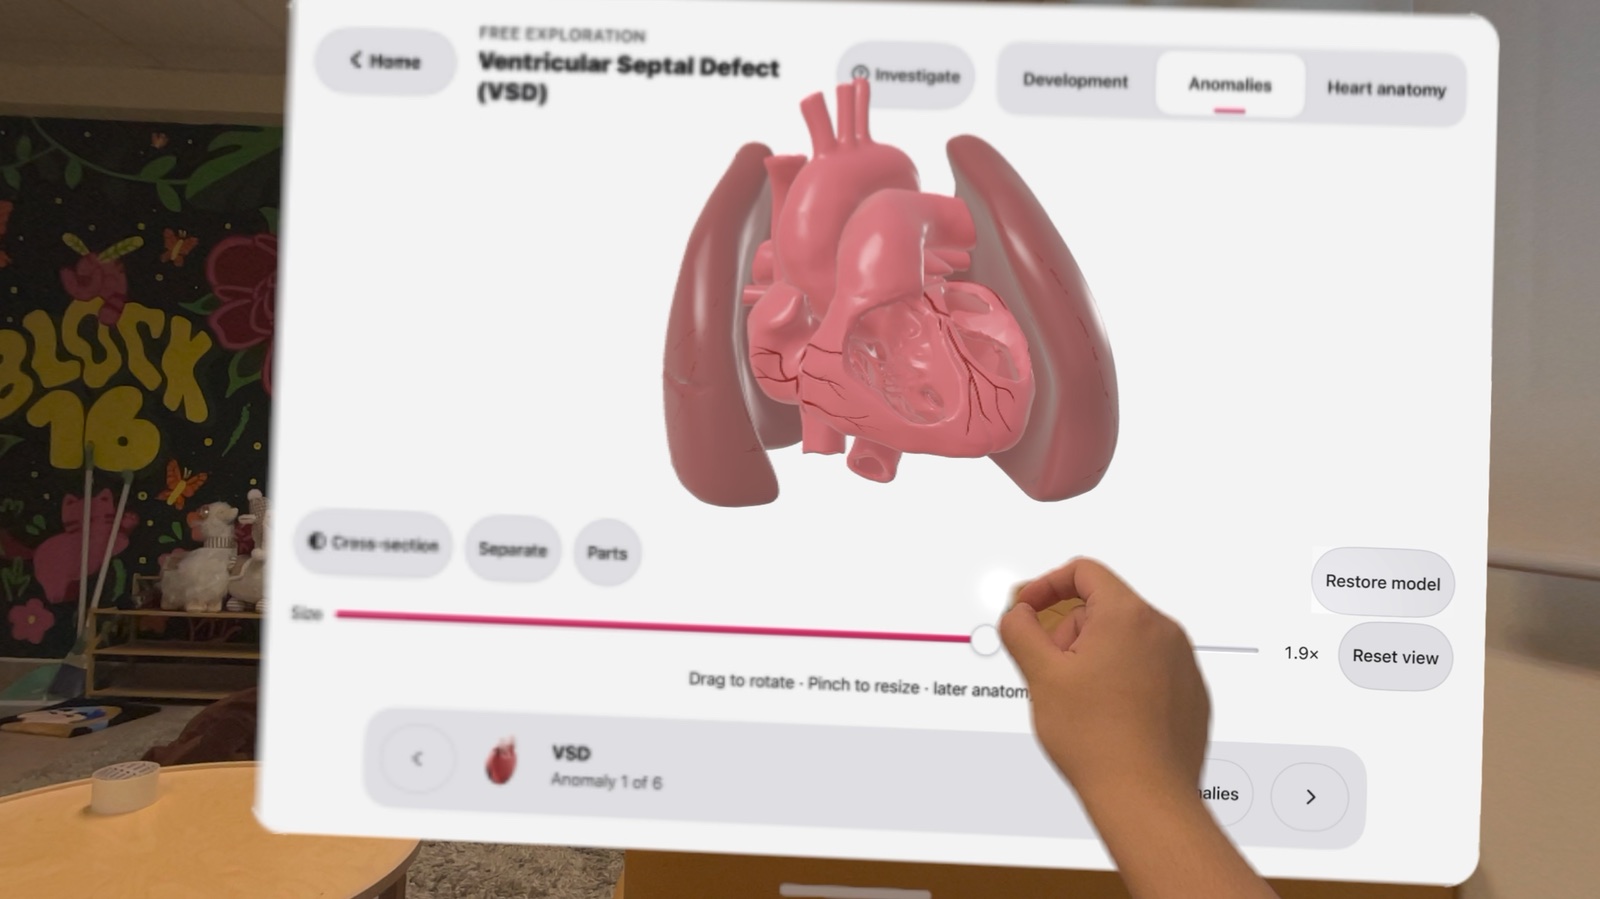 FREE EXPLORATION
Home
Ventricular Septal Defect
(VSD)
Investigate
Development
Anomalies
Heart anatomy
BLOCK
16
Cross-section
Separate
Parts
Restore model
Size
1.9×
Reset view
Drag to rotate · Pinch to resize · later anatom
VSD
Anomaly 1 of 6
nalies